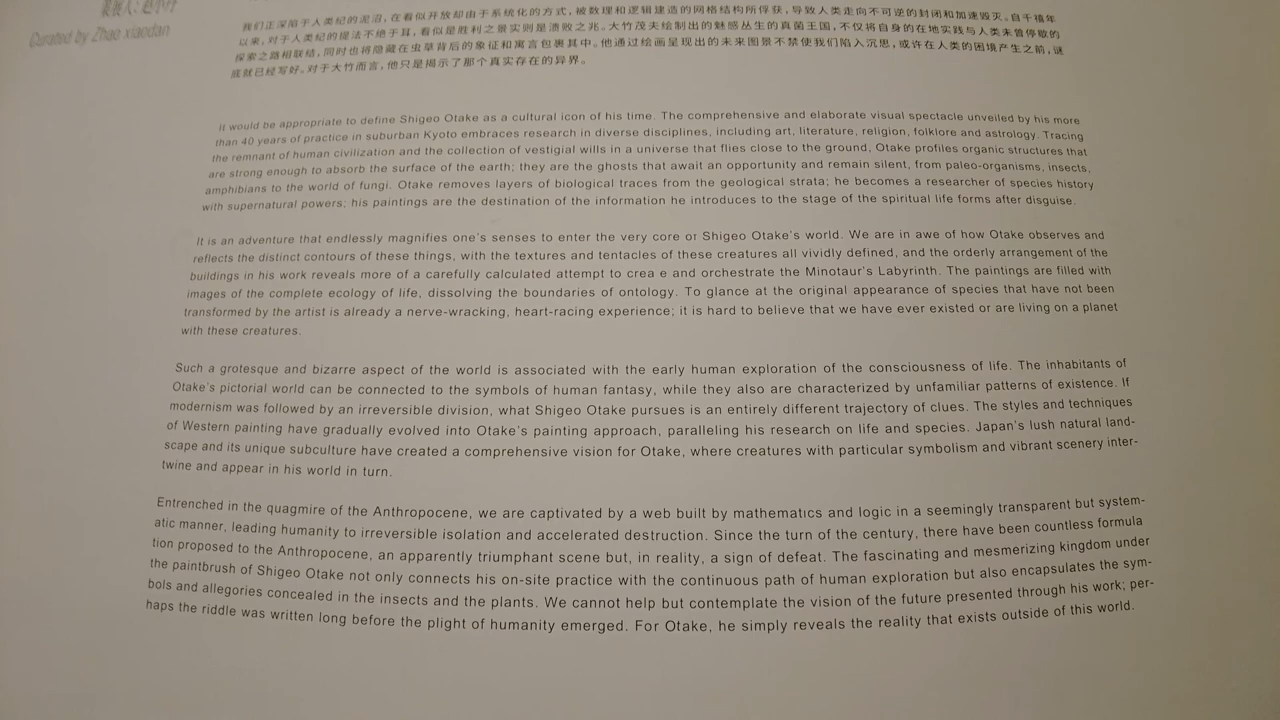 策展人：赵小丹
Curated by Zhao xiaodan
我们正深陷于人类纪的泥沼，在看似开放却由于系统化的方式，被数理和逻辑建造的网格结构所俘获，导致人类走向不可逆的封闭和加速毁灭。自千禧年
以来，对于人类纪的提法不绝于耳，看似是胜利之景实则是溃败之兆。大竹茂夫绘制出的魅惑丛生的真菌王国，不仅将自身的在地实践与人类未曾停歇的
探索之路相联结，同时也将隐藏在虫草背后的象征和寓言包裹其中。他通过绘画呈现出的未来图景不禁使我们陷入沉思，或许在人类的困境产生之前，谜
底就已经写好。对于大竹而言，他只是揭示了那个真实存在的异界。
It would be appropriate to define Shigeo Otake as a cultural icon of his time. The comprehensive and elaborate visual spectacle unveiled by his more
than 40 years of practice in suburban Kyoto embraces research in diverse disciplines, including art, literature, religion, folklore and astrology. Tracing
the remnant of human civilization and the collection of vestigial wills in a universe that flies close to the ground, Otake profiles organic structures that
are strong enough to absorb the surface of the earth; they are the ghosts that await an opportunity and remain silent, from paleo-organisms, insects,
amphibians to the world of fungi. Otake removes layers of biological traces from the geological strata; he becomes a researcher of species history
with supernatural powers; his paintings are the destination of the information he introduces to the stage of the spiritual life forms after disguise.
It is an adventure that endlessly magnifies one's senses to enter the very core or Shigeo Otake's world. We are in awe of how Otake observes and
reflects the distinct contours of these things, with the textures and tentacles of these creatures all vividly defined, and the orderly arrangement of the
buildings in his work reveals more of a carefully calculated attempt to crea e and orchestrate the Minotaur's Labyrinth. The paintings are filled with
images of the complete ecology of life, dissolving the boundaries of ontology. To glance at the original appearance of species that have not been
transformed by the artist is already a nerve-wracking, heart-racing experience; it is hard to believe that we have ever existed or are living on a planet
with these creatures.
Such a grotesque and bizarre aspect of the world is associated with the early human exploration of the consciousness of life. The inhabitants of
Otake's pictorial world can be connected to the symbols of human fantasy, while they also are characterized by unfamiliar patterns of existence. If
modernism was followed by an irreversible division, what Shigeo Otake pursues is an entirely different trajectory of clues. The styles and techniques
of Western painting have gradually evolved into Otake's painting approach, paralleling his research on life and species. Japan's lush natural land-
scape and its unique subculture have created a comprehensive vision for Otake, where creatures with particular symbolism and vibrant scenery inter-
twine and appear in his world in turn.
Entrenched in the quagmire of the Anthropocene, we are captivated by a web built by mathematics and logic in a seemingly transparent but system-
atic manner, leading humanity to irreversible isolation and accelerated destruction. Since the turn of the century, there have been countless formula
tion proposed to the Anthropocene, an apparently triumphant scene but, in reality, a sign of defeat. The fascinating and mesmerizing kingdom under
the paintbrush of Shigeo Otake not only connects his on-site practice with the continuous path of human exploration but also encapsulates the sym-
bols and allegories concealed in the insects and the plants. We cannot help but contemplate the vision of the future presented through his work; per-
haps the riddle was written long before the plight of humanity emerged. For Otake, he simply reveals the reality that exists outside of this world.